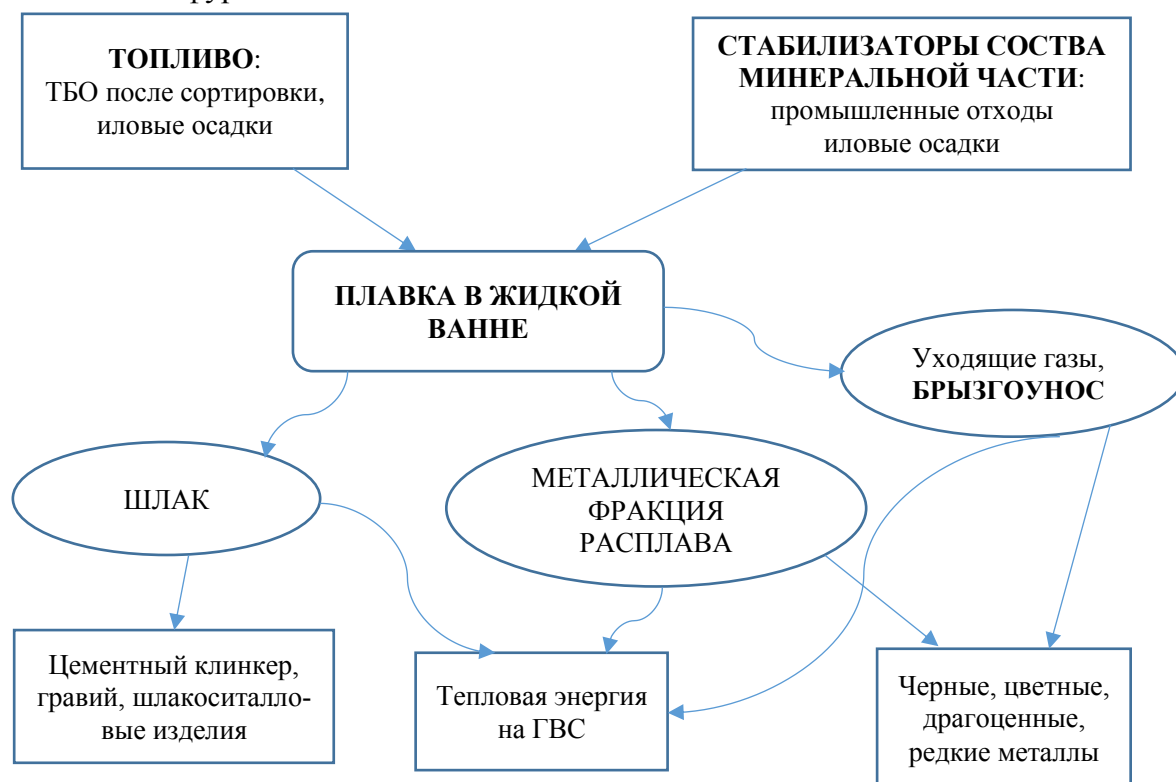 ТОПЛИВО:
ТБО после сортировки,
иловые осадки
СТАБИЛИЗАТОРЫ СОСТВА
МИНЕРАЛЬНОЙ ЧАСТИ:
промышленные отходы
иловые осадки
ПЛАВКА В ЖИДКОЙ
ВАННЕ
Уходящие газы,
БРЫЗГОУНОС
ШЛАК
МЕТАЛЛИЧЕСКАЯ
ФРАКЦИЯ
РАСПЛАВА
Цементный клинкер,
гравий, шлакоситалло-
вые изделия
Тепловая энергия
на ГВС
Черные, цветные,
драгоценные,
редкие металлы